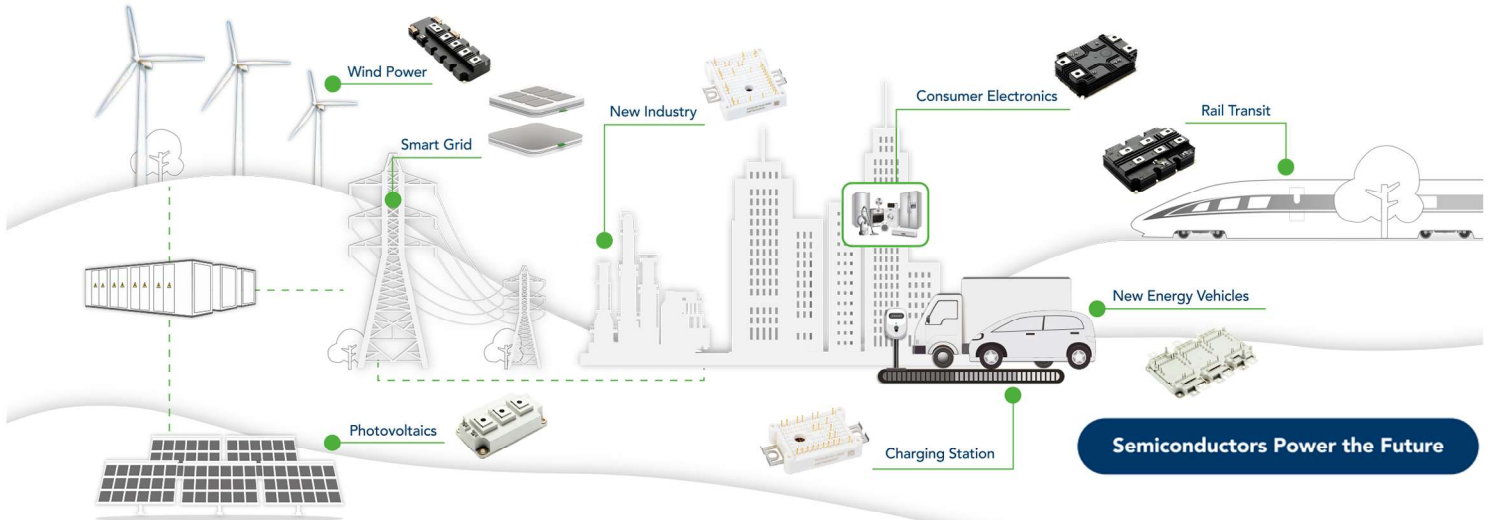 Wind Power
Smart Grid
New Industry
Consumer Electronics
Rail Transit
New Energy Vehicles
Photovoltaics
Charging Station
Semiconductors Power the Future